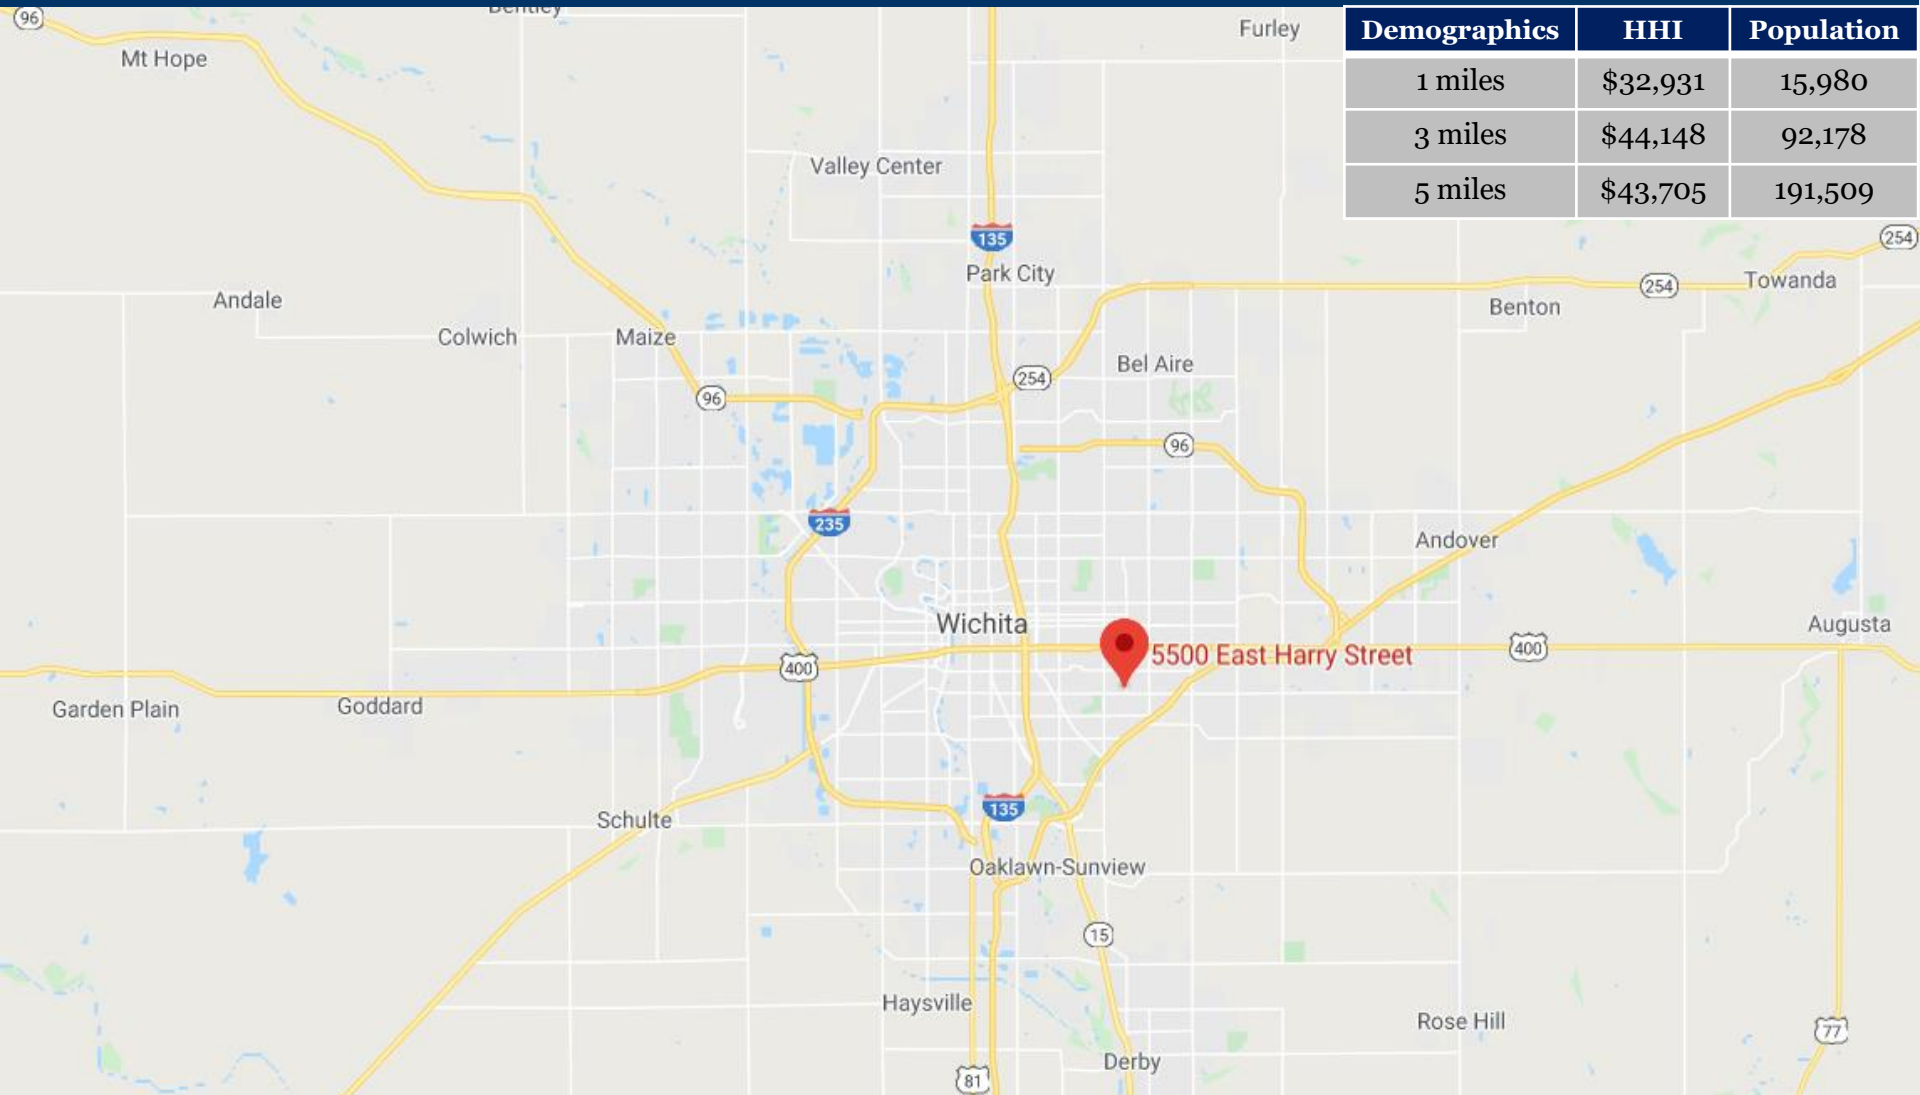 96
Bentley
Furley
Demographics HHI Population
1 miles $32,931 15,980
3 miles $44,148 92,178
5 miles $43,705 191,509
Mt Hope
Valley Center
135
Park City
254
254
Towanda
Benton
Andale
Colwich
Maize
254
Bel Aire
96
96
235
Andover
Wichita
5500 East Harry Street
400
400
Augusta
Garden Plain
Goddard
135
Schulte
Oaklawn-Sunview
15
Haysville
Rose Hill
77
Derby
81